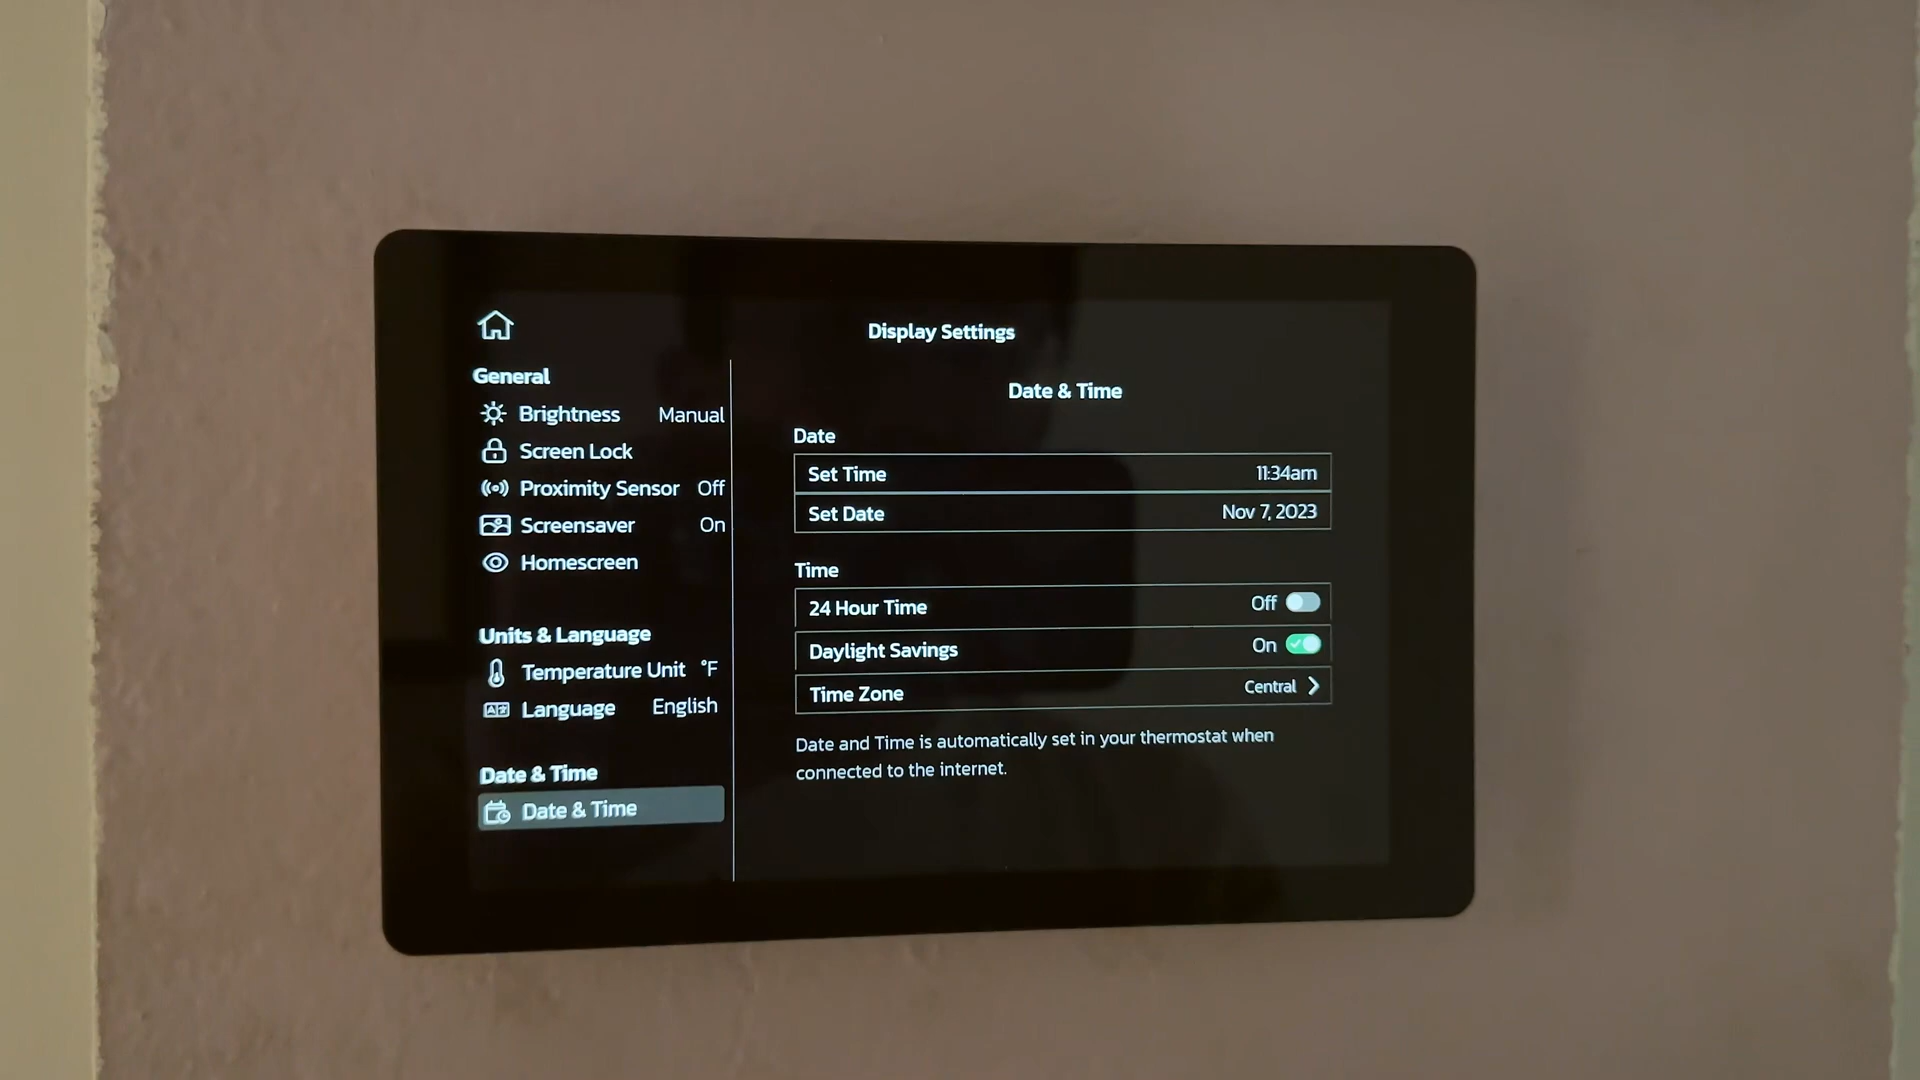 Display Settings
General
Brightness Manual
Screen Lock
Proximity Sensor Off
Screensaver On
Homescreen
Units & Language
Temperature Unit °F
Language English
Date & Time
Date & Time
Date & Time
Date
Set Time 11:34am
Set Date Nov 7, 2023
Time
24 Hour Time Off
Daylight Savings On
Time Zone Central
Date and Time is automatically set in your thermostat when
connected to the internet.